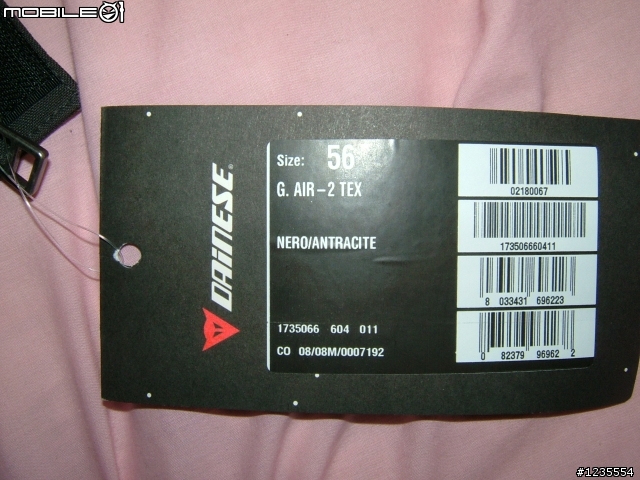 MOBILE01
DAINESE®
Size: 56
G. AIR-2 TEX
NERO/ANTRACITE
1735066 604 011
CO 08/08M/0007192
02180067
173506660411
8 033431 696223
0 82379 96962 2
#1235554